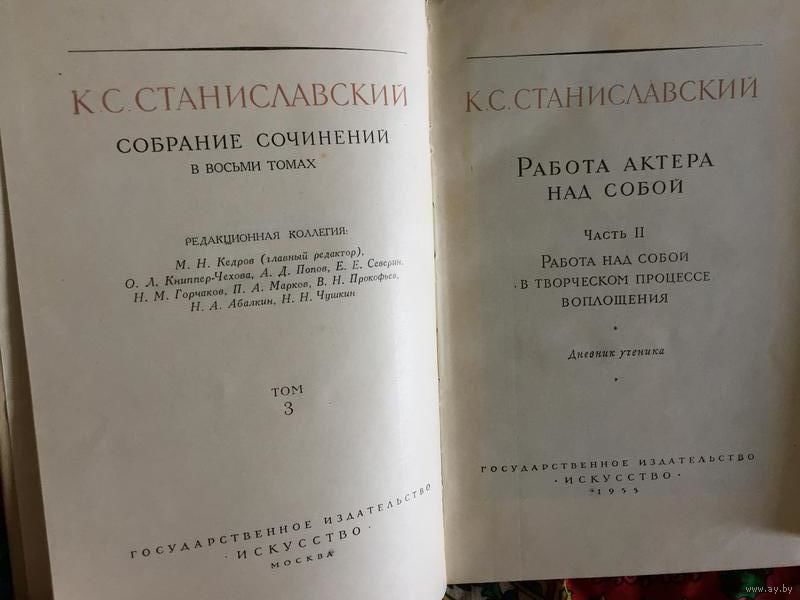 К.С.СТАНИСЛАВСКИЙ
СОБРАНИЕ СОЧИНЕНИЙ
В ВОСЬМИ ТОМАХ
РЕДАКЦИОННАЯ КОЛЛЕГИЯ:
М. Н. Кедров (главный редактор),
О. Л. Книппер-Чехова, А. Д. Попов, Е. Е. Северин,
Н. М. Горчаков, П. А. Марков, В. Н. Прокофьев,
Н. А. Абалкин, Н. Н. Чушкин
ТОМ
3
ГОСУДАРСТВЕННОЕ ИЗДАТЕЛЬСТВО
· ИСКУССТВО ·
МОСКВА
К.С.СТАНИСЛАВСКИЙ
РАБОТА АКТЕРА
НАД СОБОЙ
ЧАСТЬ II
РАБОТА НАД СОБОЙ
В ТВОРЧЕСКОМ ПРОЦЕССЕ
ВОПЛОЩЕНИЯ
Дневник ученика
ГОСУДАРСТВЕННОЕ ИЗДАТЕЛЬСТВО
· ИСКУССТВО ·
1955
www.ay.by